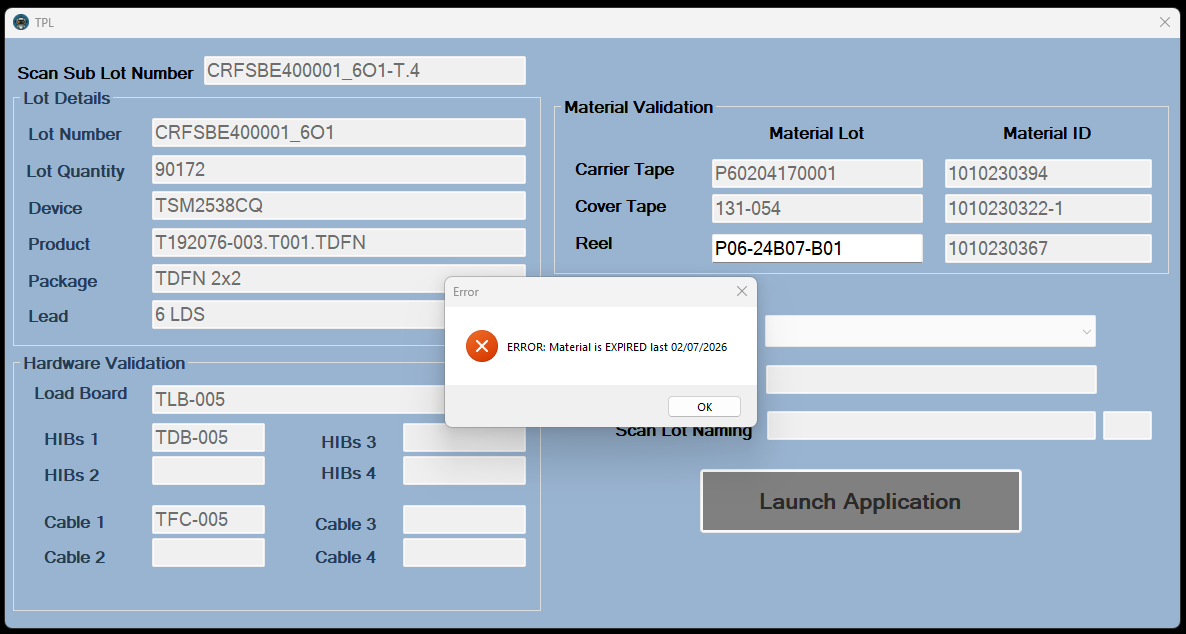 TPL
Scan Sub Lot Number CRFSBE400001_6O1-T.4
Lot Details
Lot Number CRFSBE400001_6O1
Lot Quantity 90172
Device TSM2538CQ
Product T192076-003.T001.TDFN
Package TDFN 2x2
Lead 6 LDS
Material Validation
Material Lot Material ID
Carrier Tape P60204170001 1010230394
Cover Tape 131-054 1010230322-1
Reel P06-24B07-B01 1010230367
Error
ERROR: Material is EXPIRED last 02/07/2026
OK
Hardware Validation
Load Board TLB-005
HIBs 1 TDB-005 HIBs 3
HIBs 2 HIBs 4
Cable 1 TFC-005 Cable 3
Cable 2 Cable 4
Scan Lot Naming
Launch Application